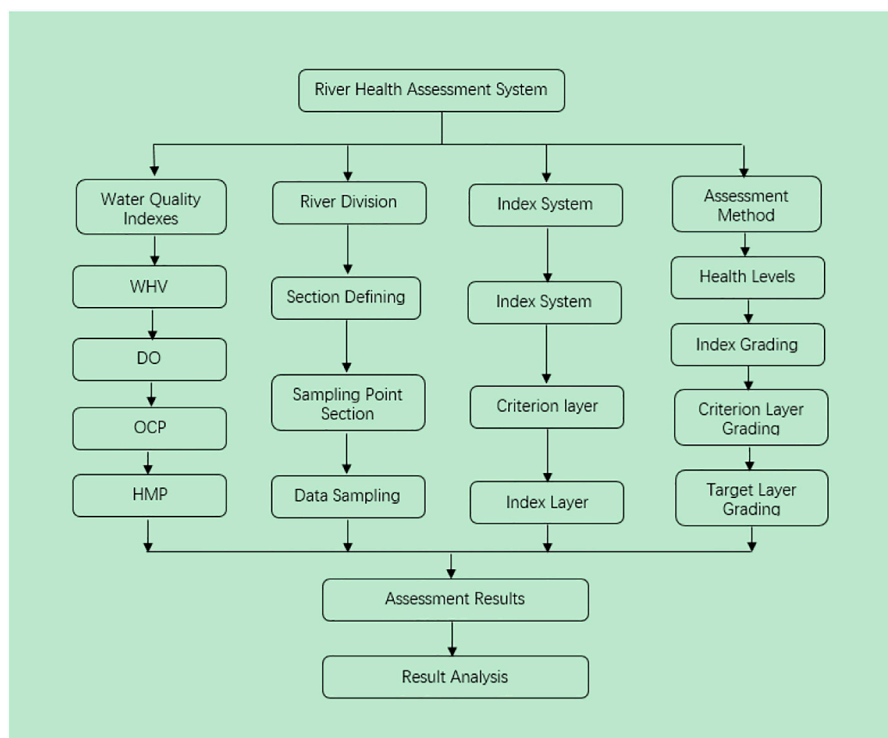 River Health Assessment System
Water Quality
Indexes
WHV
DO
OCP
HMP
River Division
Section Defining
Sampling Point
Section
Data Sampling
Index System
Index System
Criterion layer
Index Layer
Assessment
Method
Health Levels
Index Grading
Criterion Layer
Grading
Target Layer
Grading
Assessment Results
Result Analysis